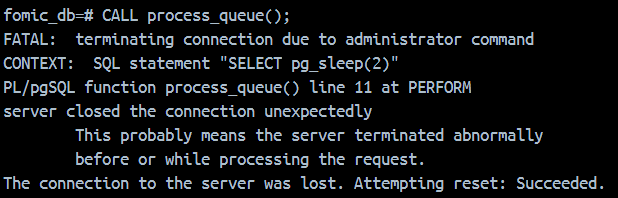 fomic_db=# CALL process_queue();
FATAL:  terminating connection due to administrator command
CONTEXT:  SQL statement "SELECT pg_sleep(2)"
PL/pgSQL function process_queue() line 11 at PERFORM
server closed the connection unexpectedly
        This probably means the server terminated abnormally
        before or while processing the request.
The connection to the server was lost. Attempting reset: Succeeded.